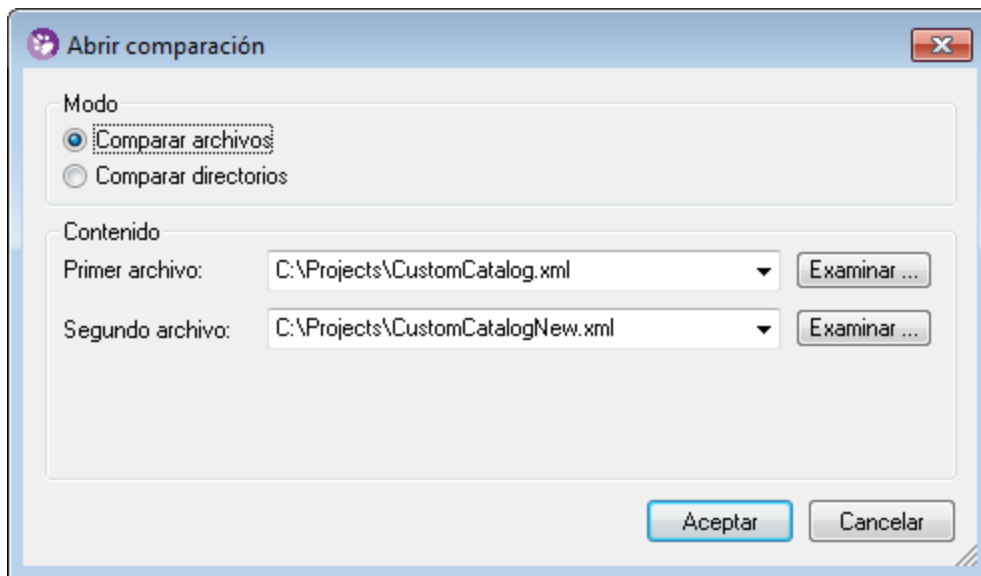 Abrir comparación
Modo
Comparar archivos
Comparar directorios
Contenido
Primer archivo: C:\Projects\CustomCatalog.xml Examinar ...
Segundo archivo: C:\Projects\CustomCatalogNew.xml Examinar ...
Aceptar Cancelar